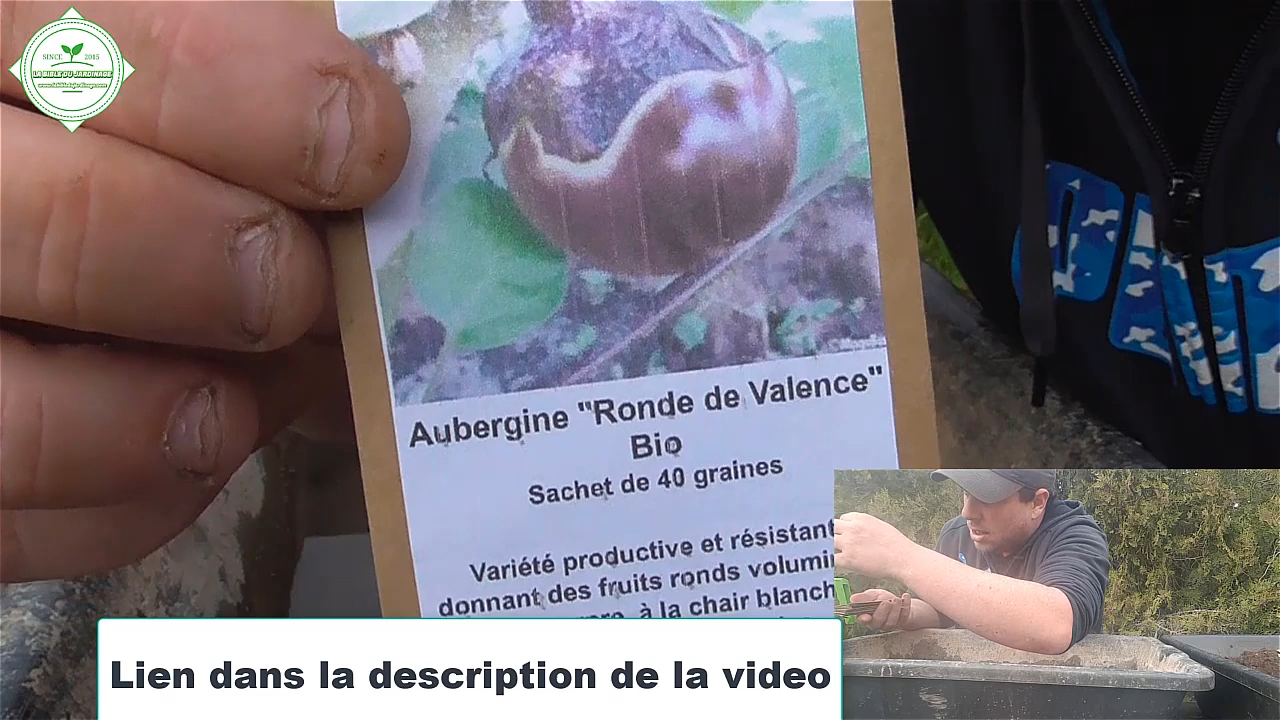 SINCE 2015
LA BIBLE DU JARDINAGE
Aubergine "Ronde de Valence"
Bio
Sachet de 40 graines
Variété productive et résistant
donnant des fruits ronds volumi
à la chair blanch
Lien dans la description de la video